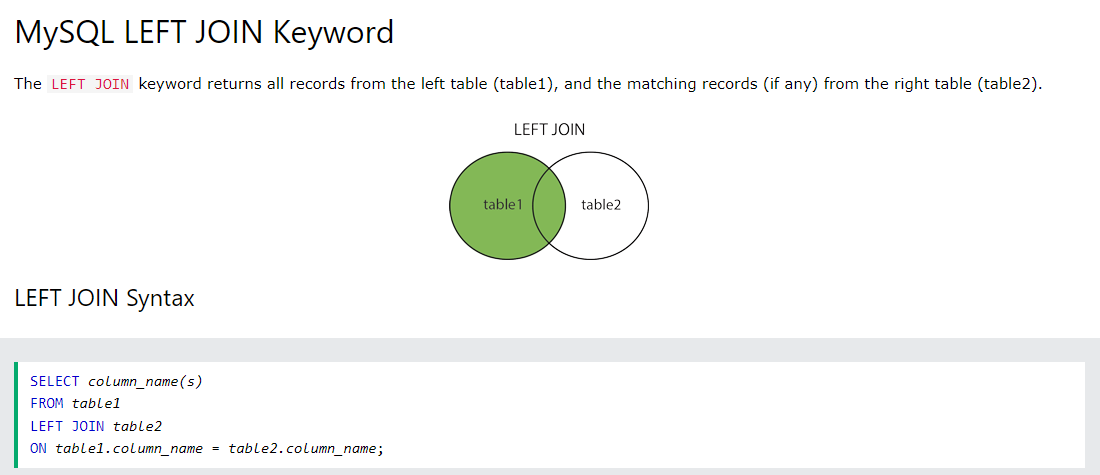 MySQL LEFT JOIN Keyword
The LEFT JOIN keyword returns all records from the left table (table1), and the matching records (if any) from the right table (table2).
LEFT JOIN
table1
table2
LEFT JOIN Syntax
SELECT column_name(s)
FROM table1
LEFT JOIN table2
ON table1.column_name = table2.column_name;